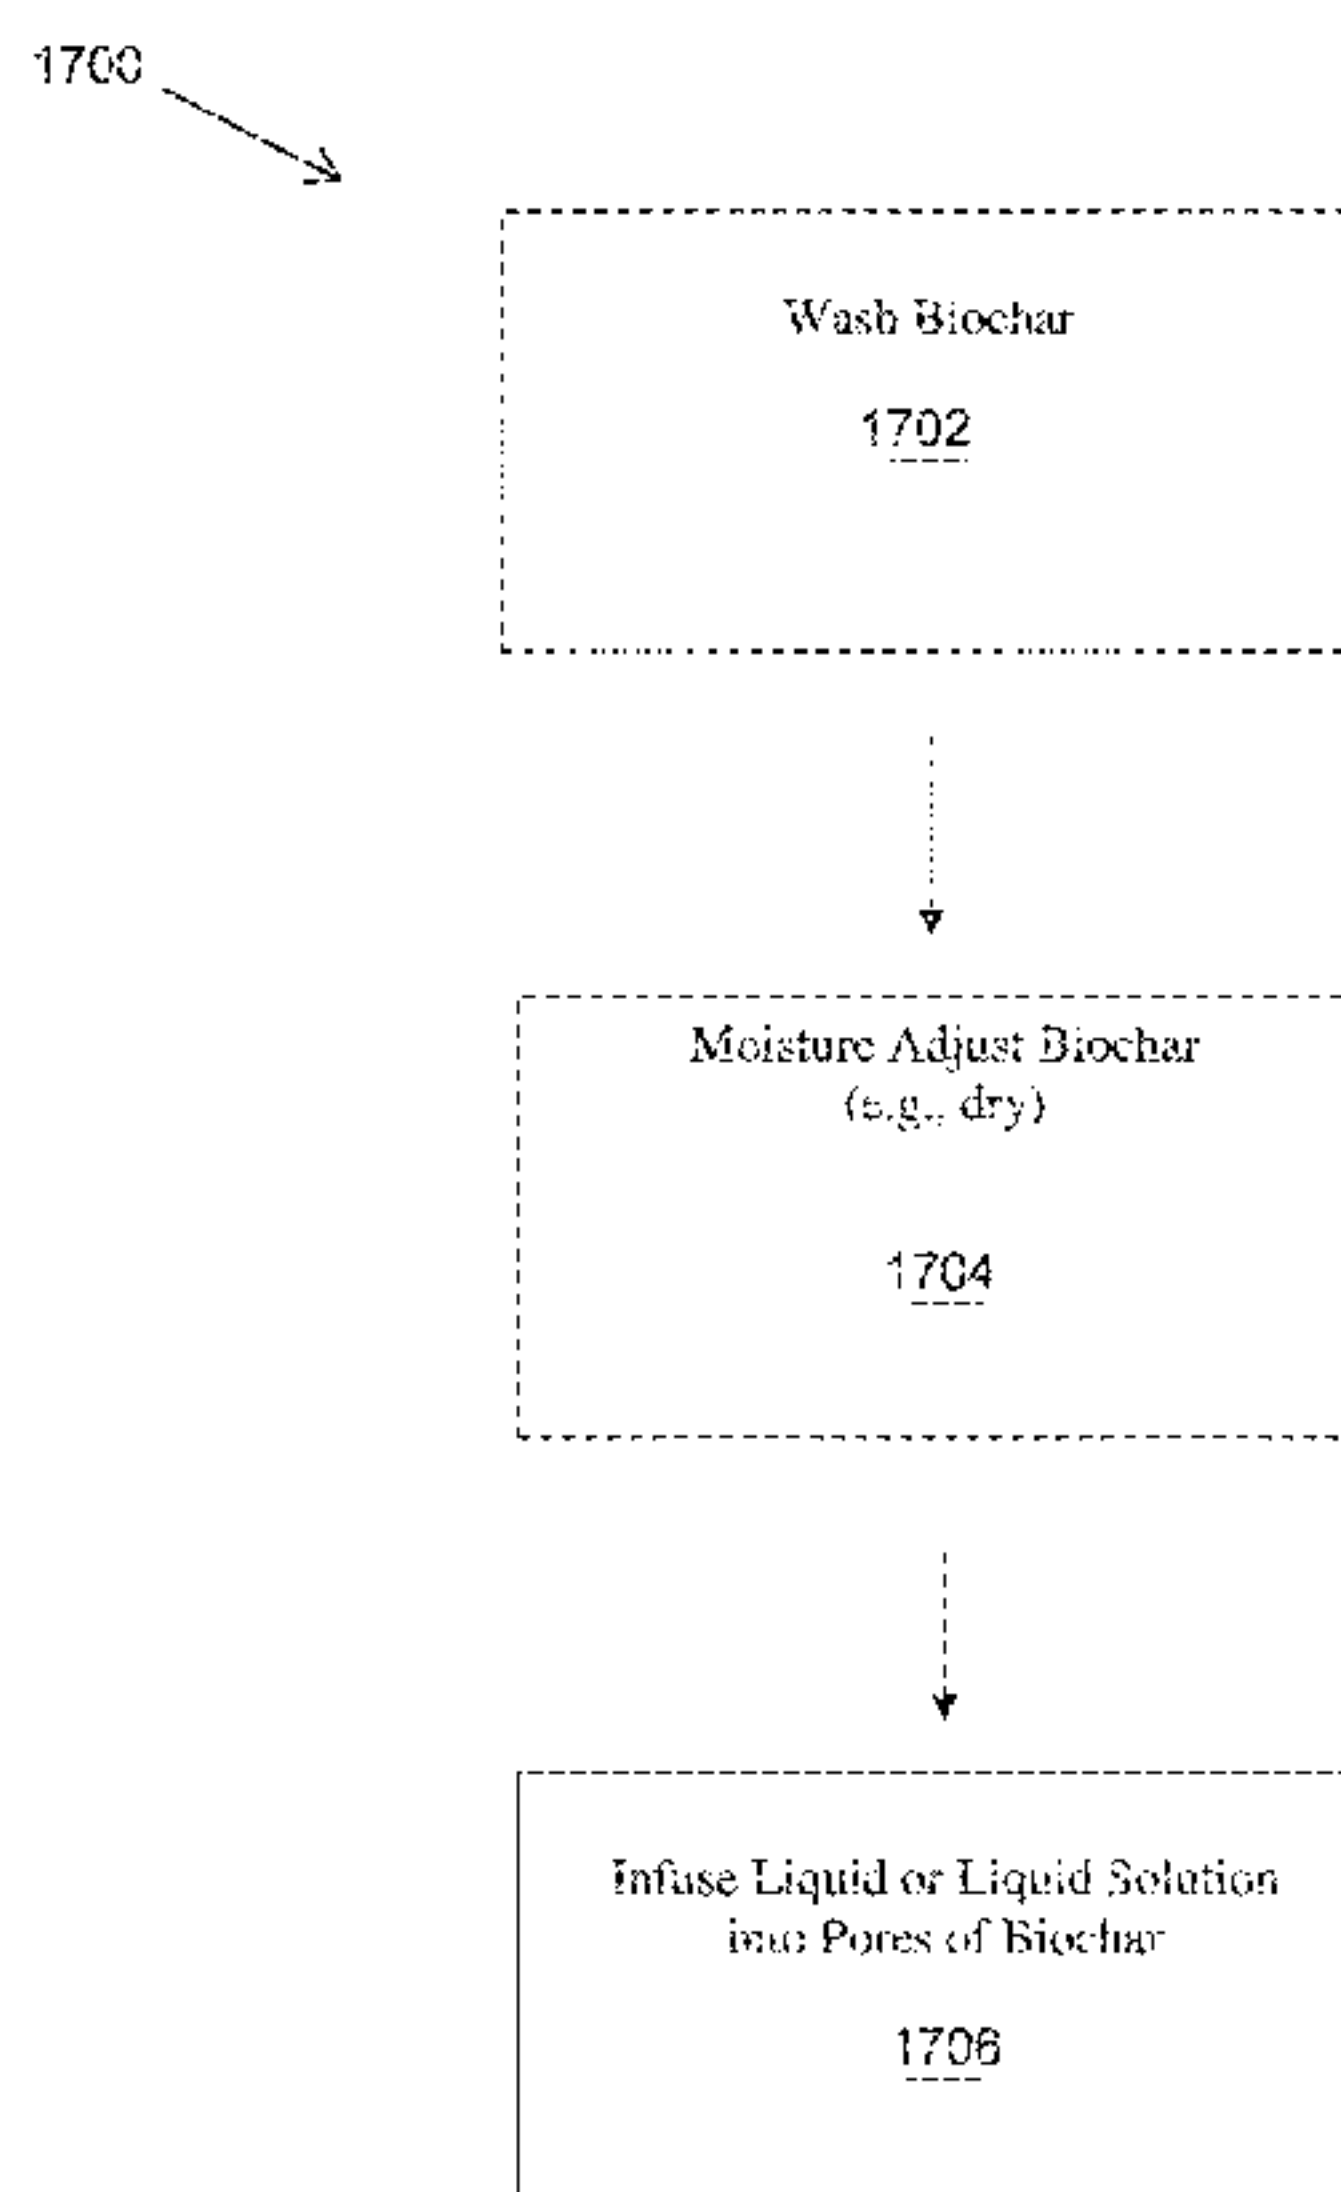 1700
Wash Biochar
1702
Moisture Adjust Biochar
(e.g., dry)
1704
Infuse Liquid or Liquid Solution
into Pores of Biochar
1706